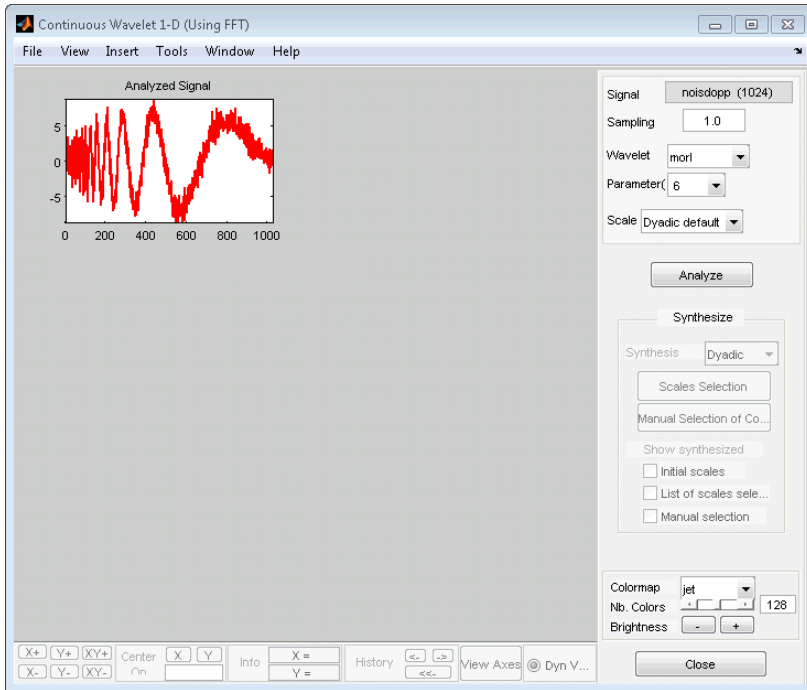 Continuous Wavelet 1-D (Using FFT)
File View Insert Tools Window Help
Analyzed Signal
5
0
-5
0 200 400 600 800 1000
Signal noisdopp (1024)
Sampling 1.0
Wavelet morl
Parameter( 6
Scale Dyadic default
Analyze
Synthesize
Synthesis Dyadic
Scales Selection
Manual Selection of Co...
Show synthesized
Initial scales
List of scales sele...
Manual selection
Colormap jet
Nb. Colors 128
Brightness - +
X+ Y+ XY+ Center X Y Info X = History <- -> View Axes Dyn V...
X- Y- XY- On Y = <<-
Close